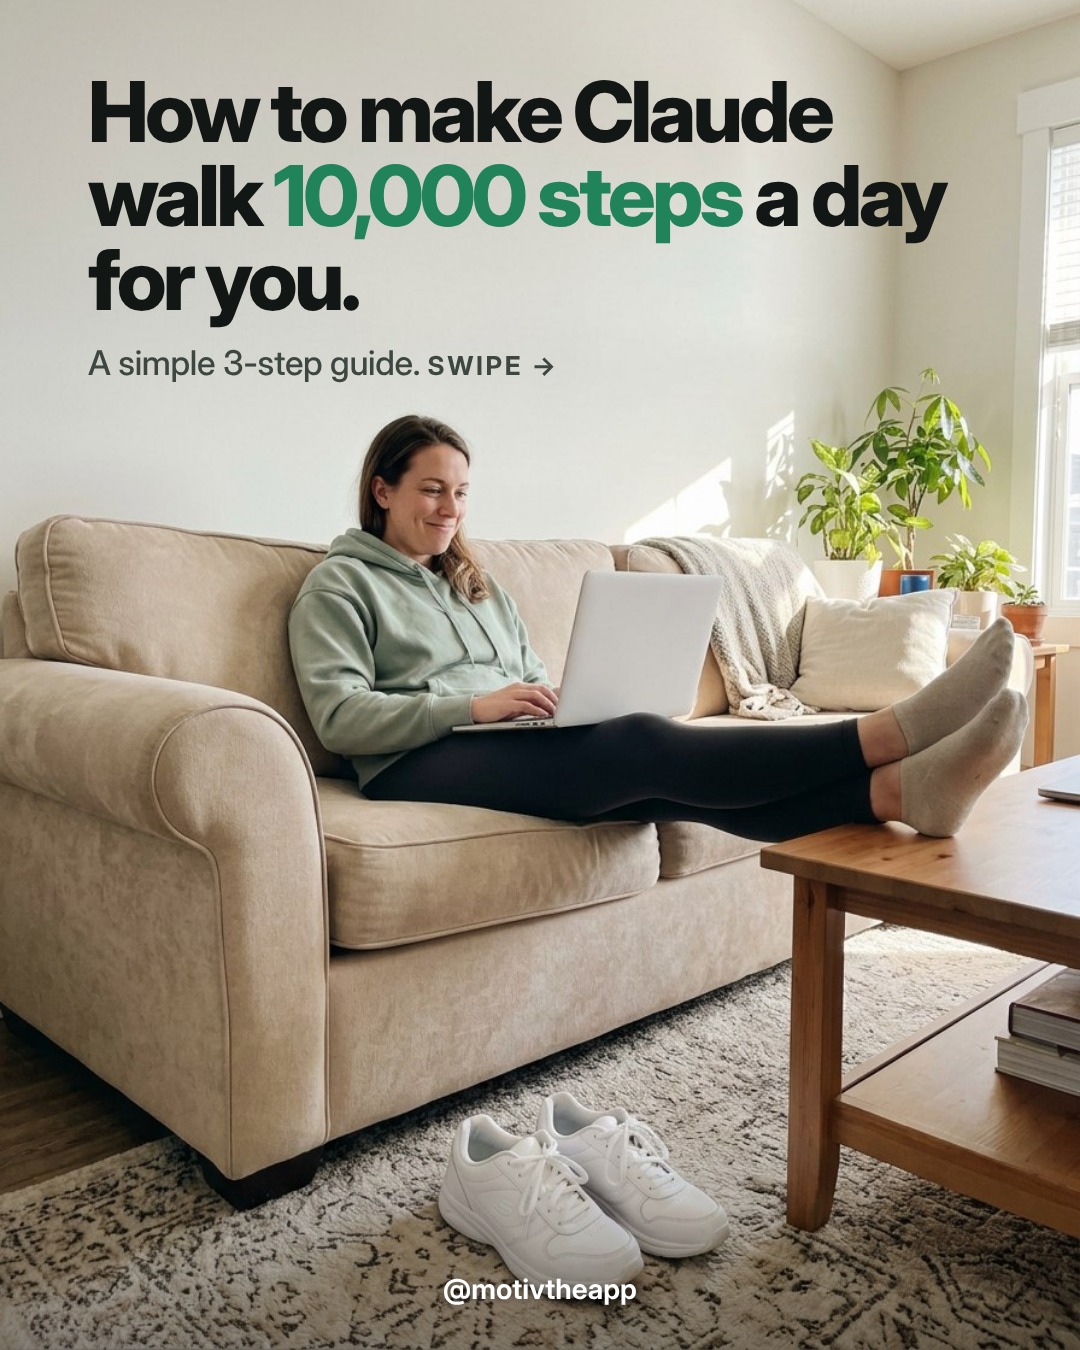 How to make Claude
walk 10,000 steps a day
for you.
A simple 3-step guide. SWIPE →
@motivtheapp